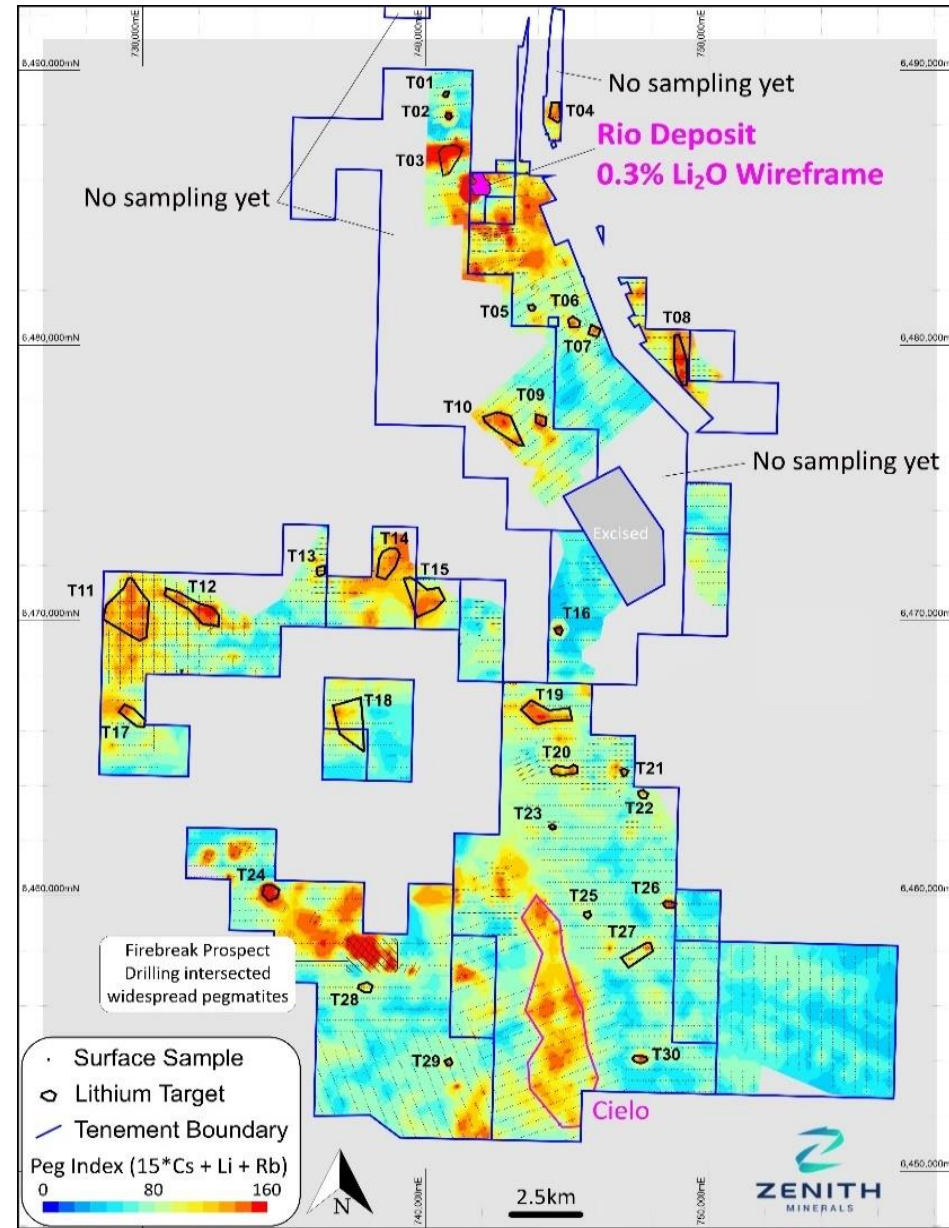 730,000mE
740,000mE
750,000mE
6,490,000mN
6,490,000mN
T01
T02
T03
T04
No sampling yet
Rio Deposit
0.3% Li₂O Wireframe
No sampling yet
T05
T06
T07
T08
6,480,000mN
6,480,000mN
T09
T10
No sampling yet
Excised
T11
T12
T13
T14
T15
T16
6,470,000mN
6,470,000mN
T17
T18
T19
T20
T21
T22
T23
T24
T25
T26
T27
6,460,000mN
6,460,000mN
Firebreak Prospect
Drilling intersected
widespread pegmatites
T28
T29
T30
Cielo
Surface Sample
Lithium Target
Tenement Boundary
Peg Index (15*Cs + Li + Rb)
0 80 160
N
740,000mE
2.5km
750,000mE
6,450,000mN
ZENITH
MINERALS